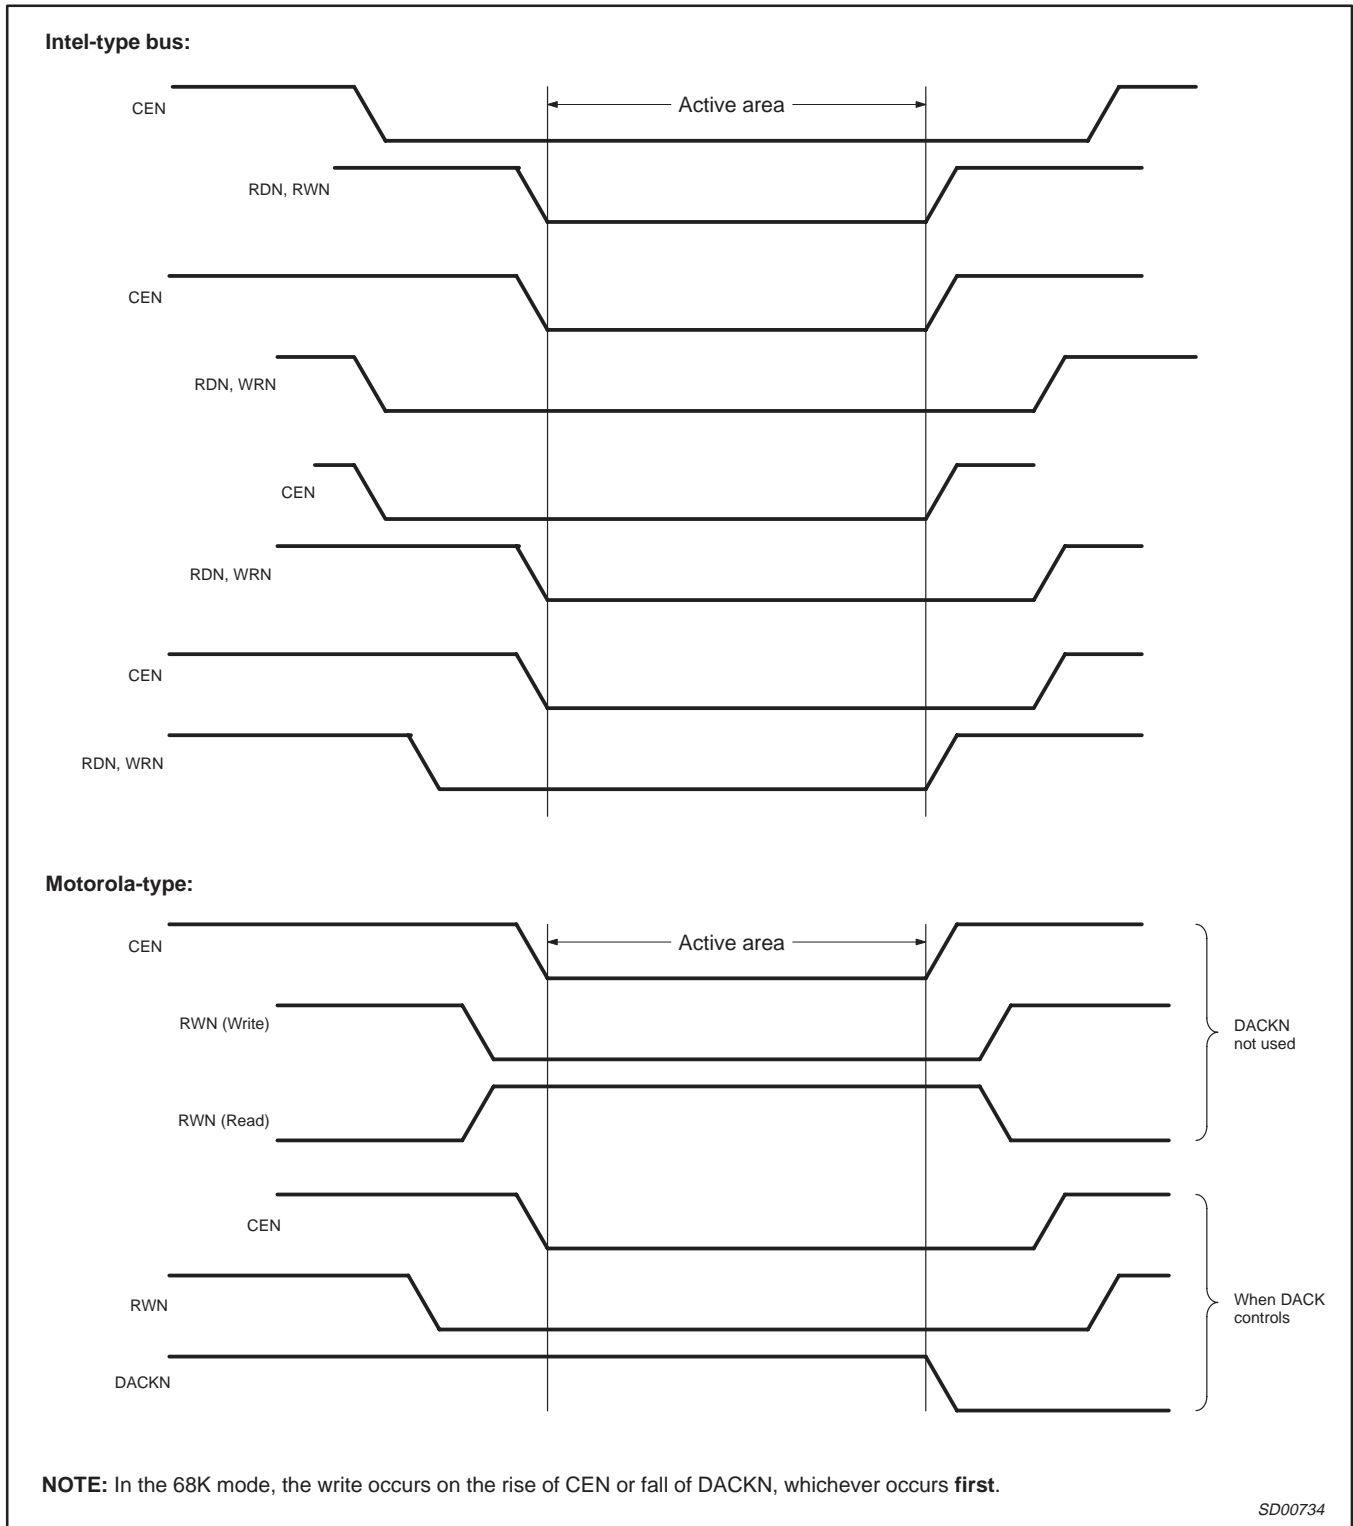 Intel-type bus:
CEN
Active area
RDN, RWN
CEN
RDN, WRN
CEN
RDN, WRN
CEN
RDN, WRN
Motorola-type:
CEN
Active area
RWN (Write)
DACKN
not used
RWN (Read)
CEN
RWN
When DACK
controls
DACKN
NOTE: In the 68K mode, the write occurs on the rise of CEN or fall of DACKN, whichever occurs first.
SD00734